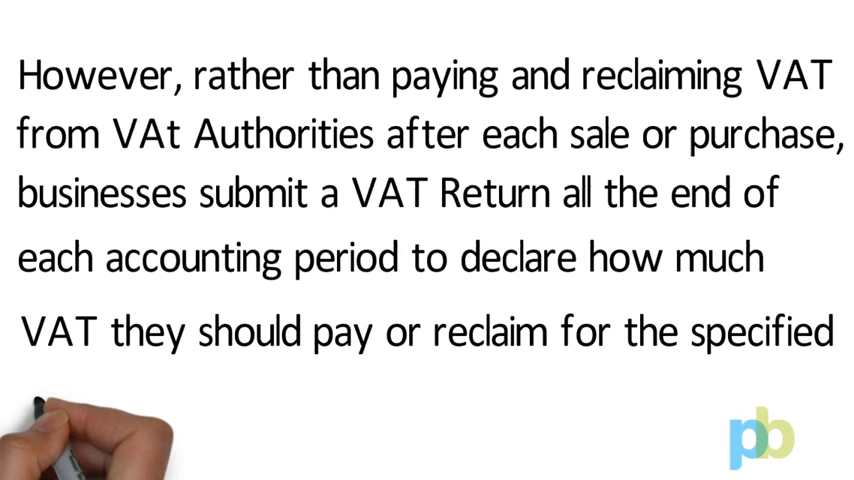 However, rather than paying and reclaiming VAT
from VAt Authorities after each sale or purchase,
businesses submit a VAT Return all the end of
each accounting period to declare how much
VAT they should pay or reclaim for the specified
pb